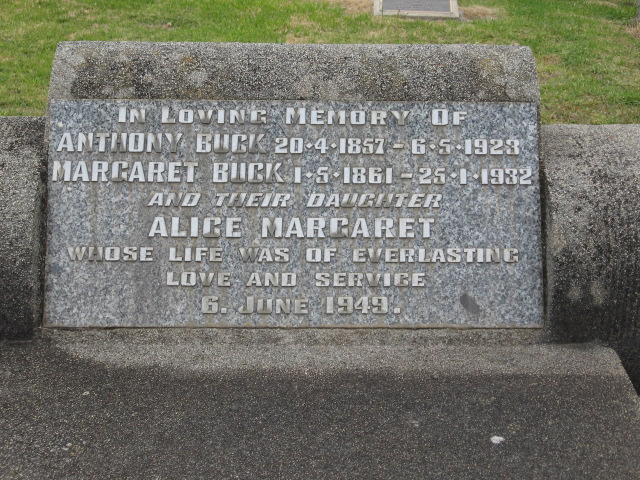 In Loving Memory Of
ANTHONY BUCK 20·4·1857 - 6·5·1923
MARGARET BUCK 1·5·1861 - 25·1·1932
AND THEIR DAUGHTER
ALICE MARGARET
WHOSE LIFE WAS OF EVERLASTING
LOVE AND SERVICE
6. JUNE 1949.